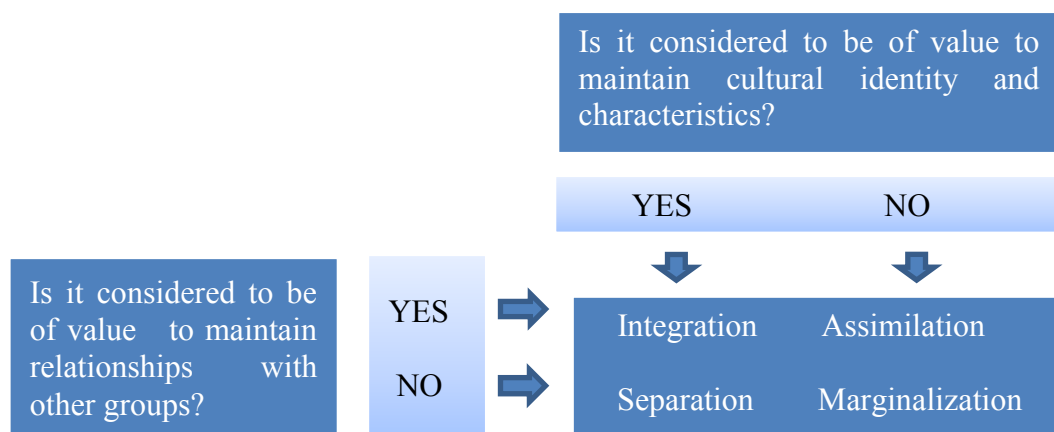 Is it considered to be of value to
maintain cultural identity and
characteristics?
YES NO
Is it considered to be
of value to maintain
relationships with
other groups?
YES
NO
Integration Assimilation
Separation Marginalization